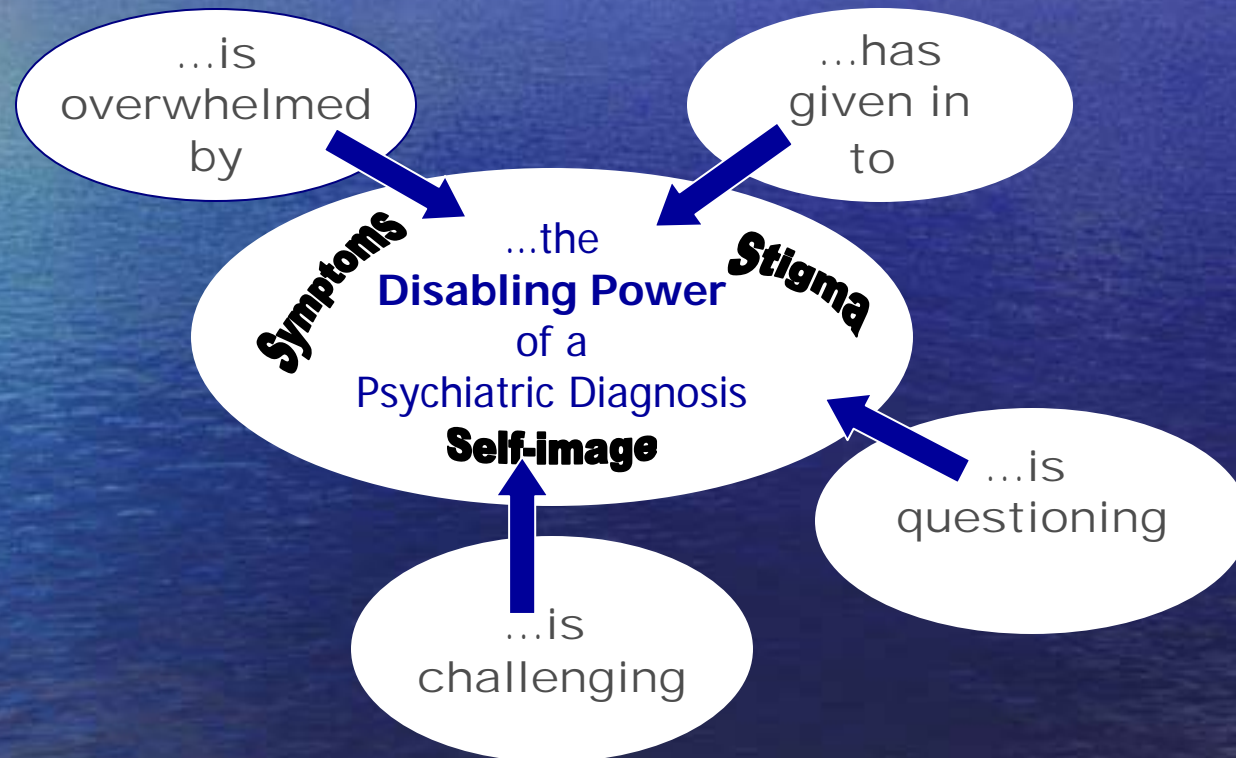 ...is
overwhelmed
by
...has
given in
to
Symptoms
...the
Disabling Power
of a
Psychiatric Diagnosis
Stigma
Self-image
...is
questioning
...is
challenging